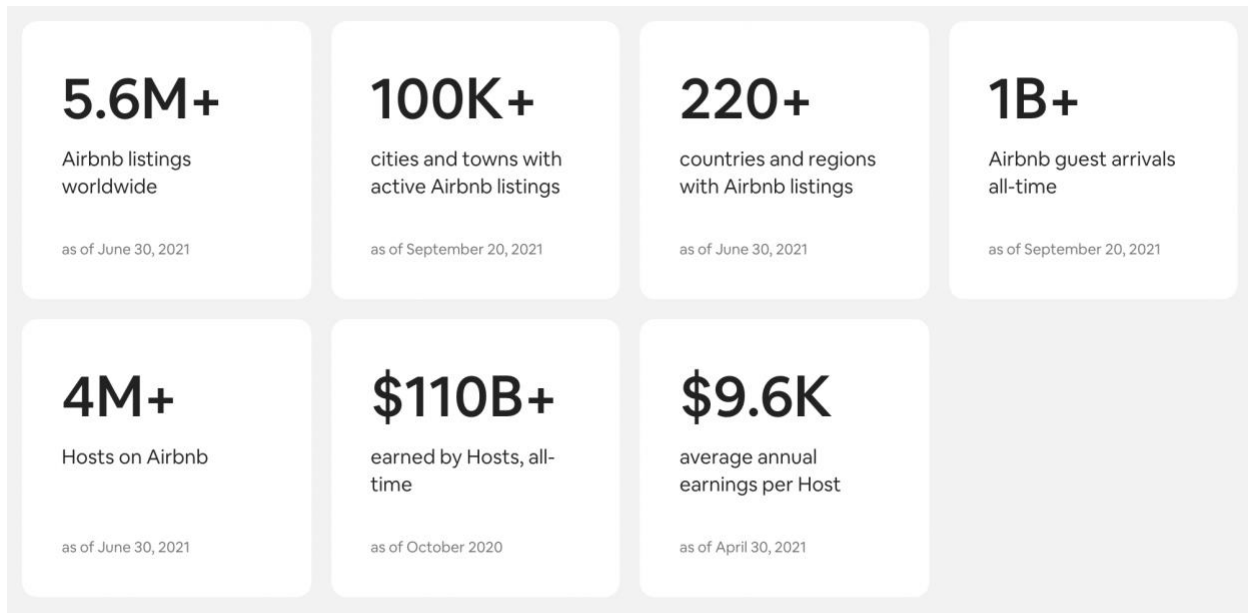 5.6M+
Airbnb listings
worldwide
as of June 30, 2021
100K+
cities and towns with
active Airbnb listings
as of September 20, 2021
220+
countries and regions
with Airbnb listings
as of June 30, 2021
1B+
Airbnb guest arrivals
all-time
as of September 20, 2021
4M+
Hosts on Airbnb
as of June 30, 2021
$110B+
earned by Hosts, all-
time
as of October 2020
$9.6K
average annual
earnings per Host
as of April 30, 2021